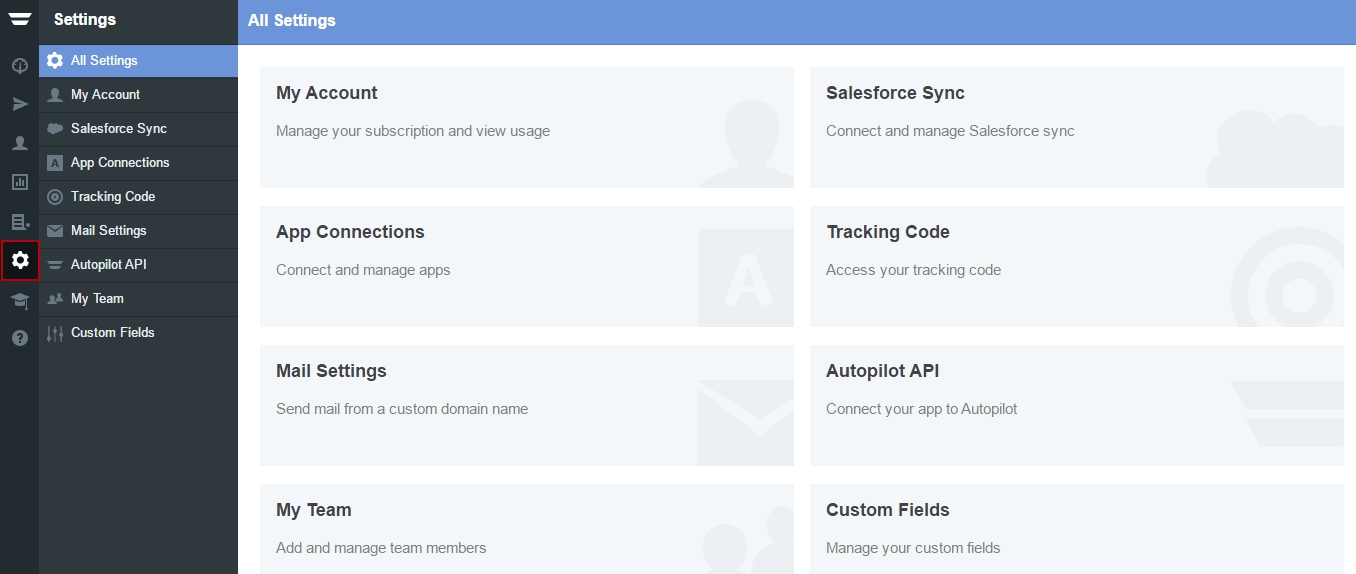 Settings
All Settings
My Account
Salesforce Sync
App Connections
Tracking Code
Mail Settings
Autopilot API
My Team
Custom Fields
All Settings
My Account
Manage your subscription and view usage
Salesforce Sync
Connect and manage Salesforce sync
App Connections
Connect and manage apps
Tracking Code
Access your tracking code
Mail Settings
Send mail from a custom domain name
Autopilot API
Connect your app to Autopilot
My Team
Add and manage team members
Custom Fields
Manage your custom fields